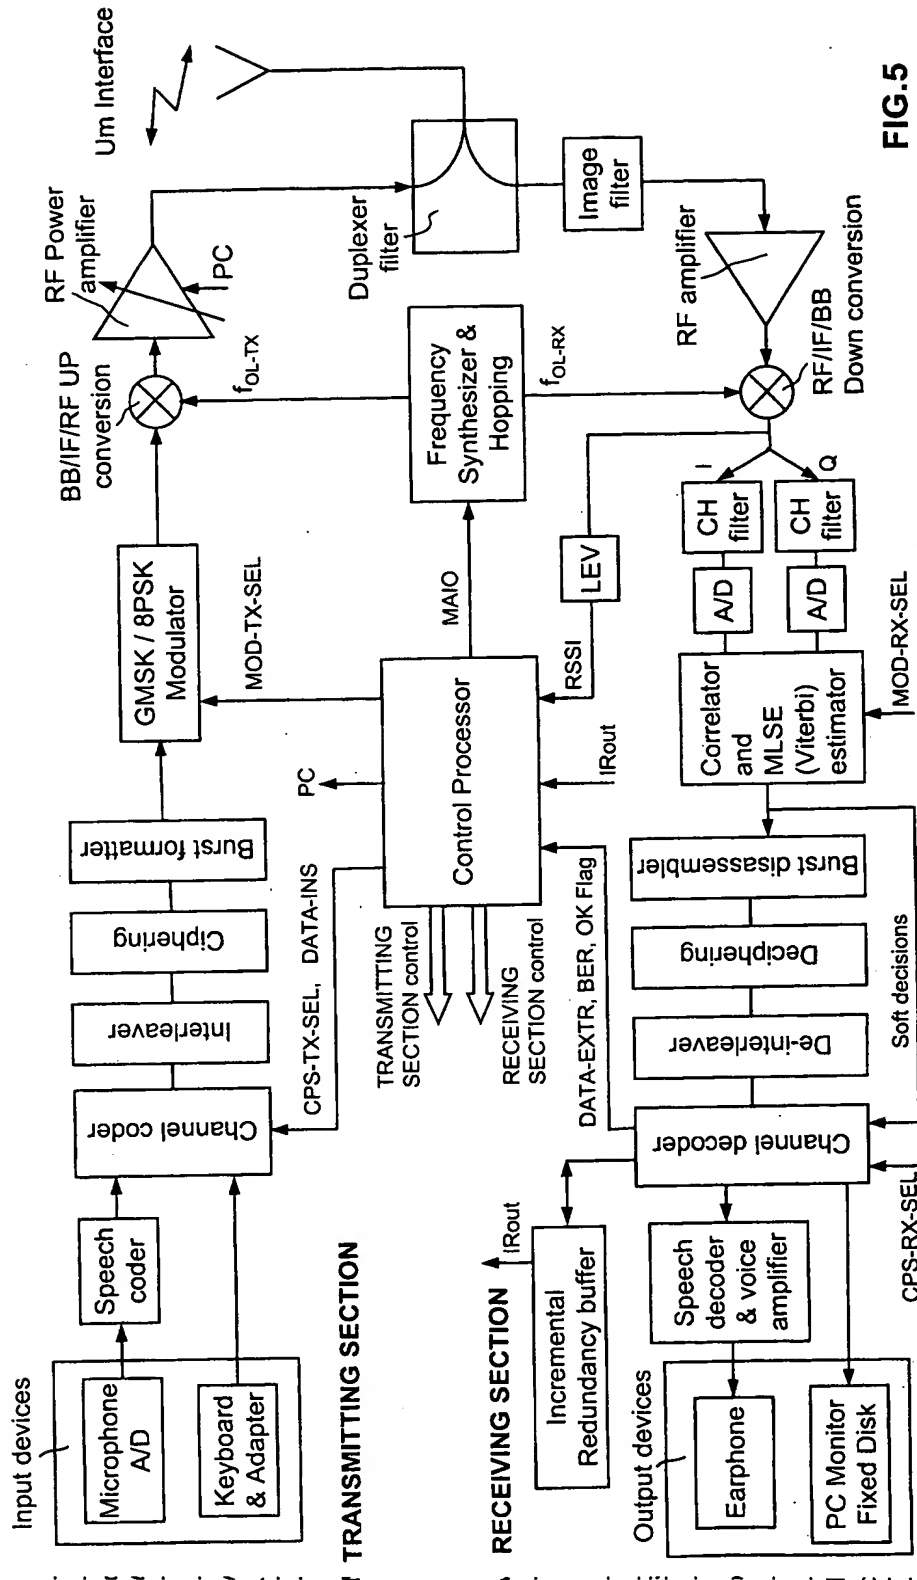 Input devices
Microphone
A/D
Keyboard
& Adapter
Speech
coder
Channel coder
Interleaver
Ciphering
Burst formatter
GMSK / 8PSK
Modulator
BB/IF/RF UP
conversion
RF Power
amplifier
PC
Um Interface
TRANSMITTING SECTION
CPS-TX-SEL, DATA-INS
PC
MOD-TX-SEL
fOL-TX
TRANSMITTING
SECTION control
RECEIVING
SECTION control
Control Processor
MAIO
Frequency
Synthesizer &
Hopping
Duplexer
filter
Image
filter
fOL-RX
RF amplifier
RF/IF/BB
Down conversion
DATA-EXTR, BER, OK Flag
IRout
RSSI
LEV
RECEIVING SECTION
IRout
Incremental
Redundancy buffer
Output devices
Earphone
PC Monitor
Fixed Disk
Speech
decoder
& voice
amplifier
Channel decoder
De-interleaver
Deciphering
Burst disassembler
Correlator
and
MLSE
(Viterbi)
estimator
A/D
A/D
CH
filter
CH
filter
I
Q
CPS-RX-SEL
Soft decisions
MOD-RX-SEL
FIG.5